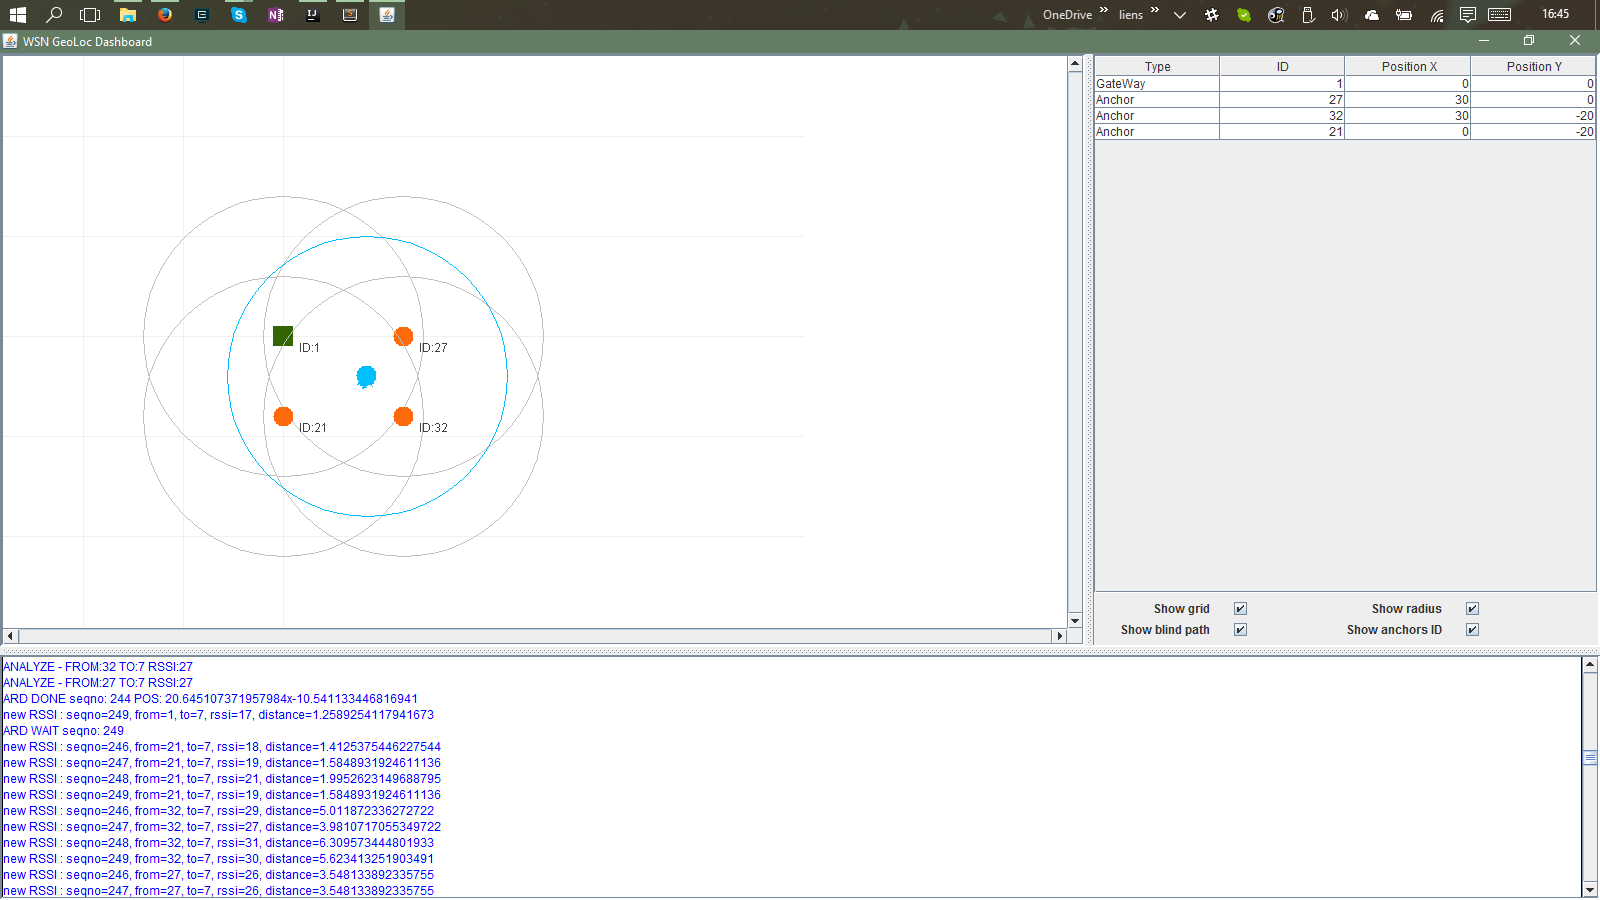 OneDrive » liens » 16:45
WSN GeoLoc Dashboard
Type ID Position X Position Y
GateWay 1 0 0
Anchor 27 30 0
Anchor 32 30 -20
Anchor 21 0 -20
ID:1 ID:27
ID:21 ID:32
Show grid Show radius
Show blind path Show anchors ID
ANALYZE - FROM:32 TO:7 RSSI:27
ANALYZE - FROM:27 TO:7 RSSI:27
ARD DONE seqno: 244 POS: 20.645107371957984x-10.541133446816941
new RSSI : seqno=249, from=1, to=7, rssi=17, distance=1.2589254117941673
ARD WAIT seqno: 249
new RSSI : seqno=246, from=21, to=7, rssi=18, distance=1.4125375446227544
new RSSI : seqno=247, from=21, to=7, rssi=19, distance=1.5848931924611136
new RSSI : seqno=248, from=21, to=7, rssi=21, distance=1.9952623149688795
new RSSI : seqno=249, from=21, to=7, rssi=19, distance=1.5848931924611136
new RSSI : seqno=246, from=32, to=7, rssi=29, distance=5.011872336272722
new RSSI : seqno=247, from=32, to=7, rssi=27, distance=3.9810717055349722
new RSSI : seqno=248, from=32, to=7, rssi=31, distance=6.309573444801933
new RSSI : seqno=249, from=32, to=7, rssi=30, distance=5.623413251903491
new RSSI : seqno=246, from=27, to=7, rssi=26, distance=3.548133892335755
new RSSI : seqno=247, from=27, to=7, rssi=26, distance=3.548133892335755